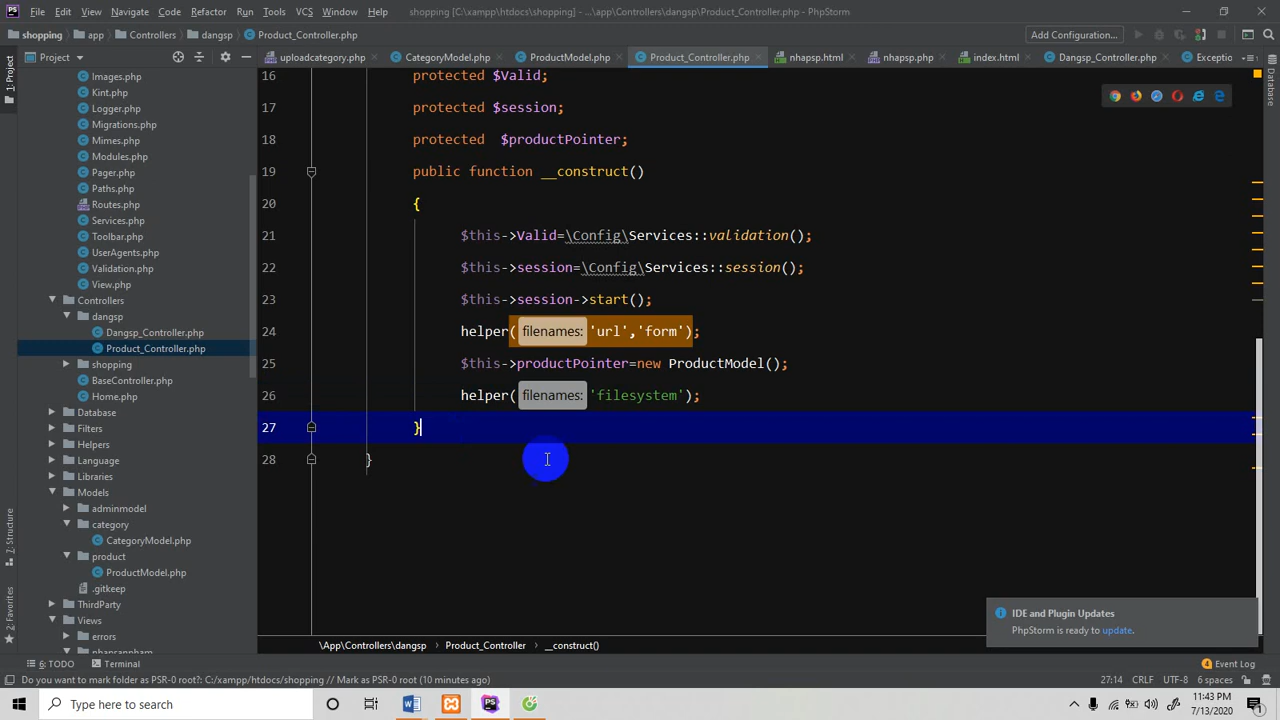 File Edit View Navigate Code Refactor Run Tools VCS Window Help shopping [C:\xampp\htdocs\shopping] - ...\app\Controllers\dangsp\Product_Controller.php - PhpStorm
shopping app Controllers dangsp Product_Controller.php Add Configuration...
Project uploadcategory.php CategoryModel.php ProductModel.php Product_Controller.php nhapsp.html nhapsp.php index.html Dangsp_Controller.php Exceptio
1: Project
Database
7: Structure
2: Favorites
Images.php
Kint.php
Logger.php
Migrations.php
Mimes.php
Modules.php
Pager.php
Paths.php
Routes.php
Services.php
Toolbar.php
UserAgents.php
Validation.php
View.php
Controllers
dangsp
Dangsp_Controller.php
Product_Controller.php
shopping
BaseController.php
Home.php
Database
Filters
Helpers
Language
Libraries
Models
adminmodel
category
CategoryModel.php
product
ProductModel.php
.gitkeep
ThirdParty
Views
errors
nhapsanpham
16 protected $Valid;
17 protected $session;
18 protected $productPointer;
19 public function __construct()
20 {
21 $this->Valid=\Config\Services::validation();
22 $this->session=\Config\Services::session();
23 $this->session->start();
24 helper( filenames: 'url','form');
25 $this->productPointer=new ProductModel();
26 helper( filenames: 'filesystem');
27 }
28 }
IDE and Plugin Updates
PhpStorm is ready to update.
\App\Controllers\dangsp Product_Controller __construct()
6: TODO Terminal Event Log
Do you want to mark as PSR-0 root?: C:/xampp/htdocs/shopping // Mark as PSR-0 root (10 minutes ago) 27:6 CRLF UTF-8 6 spaces
Type here to search
11:43 PM
7/13/2020